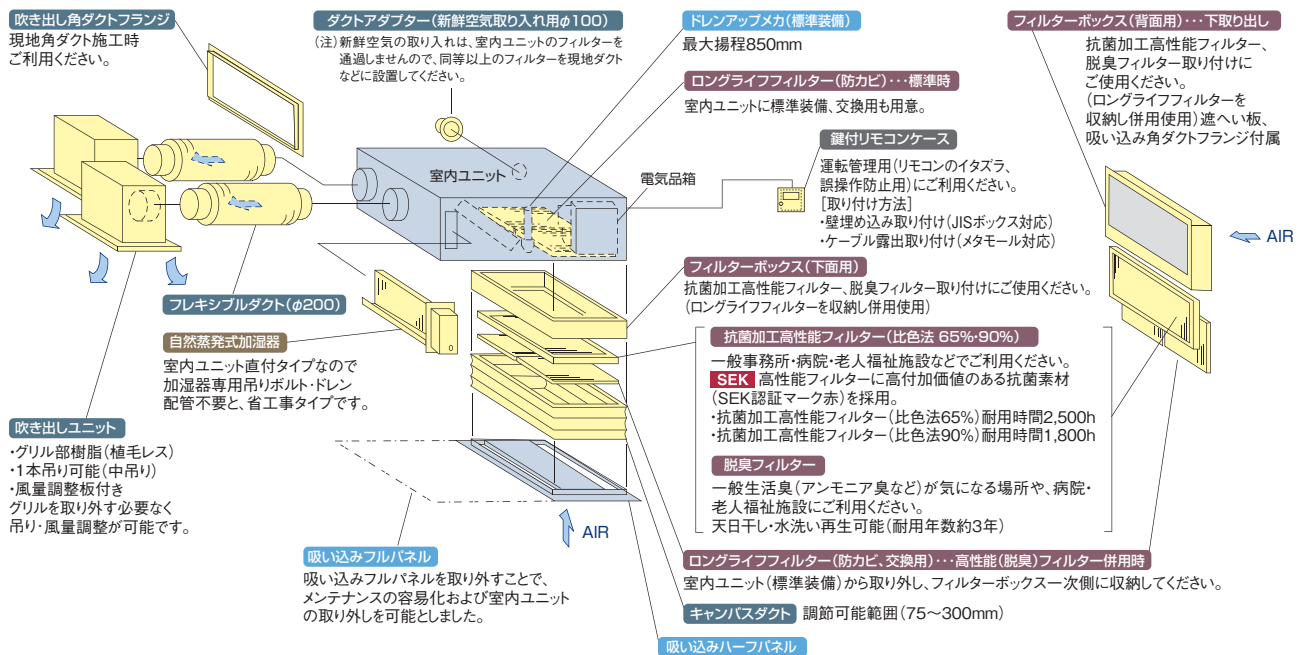 吹き出し角ダクトフランジ
現地角ダクト施工時
ご利用ください。
ダクトアダプター（新鮮空気取り入れ用φ100）
（注）新鮮空気の取り入れは、室内ユニットのフィルターを
通過しませんので、同等以上のフィルターを現地ダクト
などに設置してください。
ドレンアップメカ（標準装備）
最大揚程850mm
ロングライフフィルター（防カビ）･･･標準時
室内ユニットに標準装備、交換用も用意。
フィルターボックス（背面用）･･･下取り出し
抗菌加工高性能フィルター、
脱臭フィルター取り付けに
ご使用ください。
（ロングライフフィルターを
収納し併用使用）遮へい板、
吸い込み角ダクトフランジ付属
鍵付リモコンケース
運転管理用（リモコンのイタズラ、
誤操作防止用）にご利用ください。
［取り付け方法］
・壁埋め込み取り付け（JISボックス対応）
・ケーブル露出取り付け（メタモール対応）
室内ユニット
電気品箱
AIR
フレキシブルダクト（φ200）
自然蒸発式加湿器
室内ユニット直付タイプなので
加湿器専用吊りボルト・ドレン
配管不要と、省工事タイプです。
フィルターボックス（下面用）
抗菌加工高性能フィルター、脱臭フィルター取り付けにご使用ください。
（ロングライフフィルターを収納し併用使用）
抗菌加工高性能フィルター（比色法 65%・90%）
一般事務所・病院・老人福祉施設などでご利用ください。
SEK 高性能フィルターに高付加価値のある抗菌素材
（SEK認証マーク赤）を採用。
・抗菌加工高性能フィルター（比色法65%）耐用時間2,500h
・抗菌加工高性能フィルター（比色法90%）耐用時間1,800h
脱臭フィルター
一般生活臭（アンモニア臭など）が気になる場所や、病院・
老人福祉施設にご利用ください。
天日干し・水洗い再生可能（耐用年数約3年）
吹き出しユニット
・グリル部樹脂（植毛レス）
・1本吊り可能（中吊り）
・風量調整板付き
グリルを取り外す必要なく
吊り・風量調整が可能です。
AIR
吸い込みフルパネル
吸い込みフルパネルを取り外すことで、
メンテナンスの容易化および室内ユニット
の取り外しを可能としました。
ロングライフフィルター（防カビ、交換用）･･･高性能（脱臭）フィルター併用時
室内ユニット（標準装備）から取り外し、フィルターボックス一次側に収納してください。
キャンバスダクト 調節可能範囲（75～300mm）
吸い込みハーフパネル